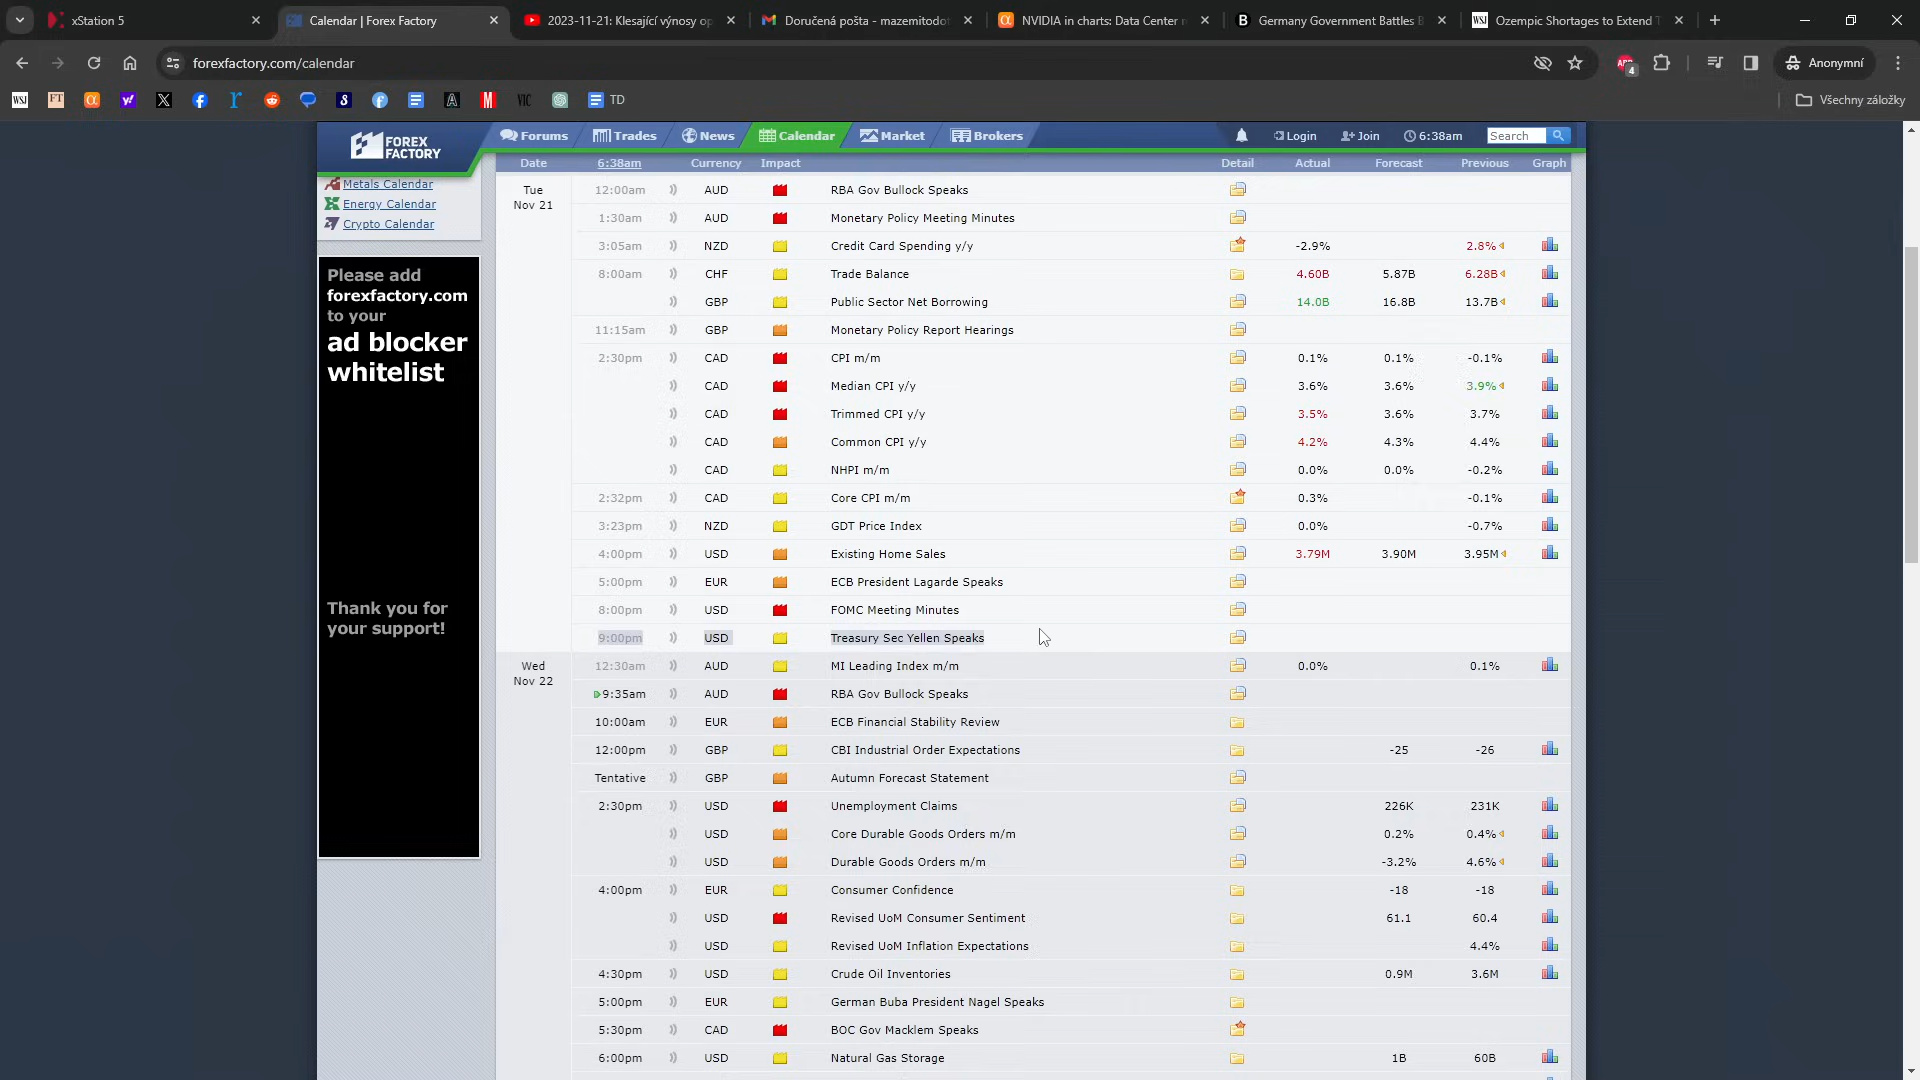 xStation 5
Calendar | Forex Factory
2023-11-21: Klesající výnosy op
Doručená pošta - mazemitodot
NVIDIA in charts: Data Center r
Germany Government Battles B
Ozempic Shortages to Extend T
forexfactory.com/calendar
4
Anonymní
TD
Všechny záložky
FOREX FACTORY
Forums Trades News Calendar Market Brokers
Login Join 6:38am Search
Date 6:38am Currency Impact Detail Actual Forecast Previous Graph
Metals Calendar
Energy Calendar
Crypto Calendar
Please add
forexfactory.com
to your
ad blocker
whitelist
Thank you for
your support!
Tue
Nov 21
12:00am AUD RBA Gov Bullock Speaks
1:30am AUD Monetary Policy Meeting Minutes
3:05am NZD Credit Card Spending y/y -2.9% 2.8%
8:00am CHF Trade Balance 4.60B 5.87B 6.28B
GBP Public Sector Net Borrowing 14.0B 16.8B 13.7B
11:15am GBP Monetary Policy Report Hearings
2:30pm CAD CPI m/m 0.1% 0.1% -0.1%
CAD Median CPI y/y 3.6% 3.6% 3.9%
CAD Trimmed CPI y/y 3.5% 3.6% 3.7%
CAD Common CPI y/y 4.2% 4.3% 4.4%
CAD NHPI m/m 0.0% 0.0% -0.2%
2:32pm CAD Core CPI m/m 0.3% -0.1%
3:23pm NZD GDT Price Index 0.0% -0.7%
4:00pm USD Existing Home Sales 3.79M 3.90M 3.95M
5:00pm EUR ECB President Lagarde Speaks
8:00pm USD FOMC Meeting Minutes
9:00pm USD Treasury Sec Yellen Speaks
Wed
Nov 22
12:30am AUD MI Leading Index m/m 0.0% 0.1%
9:35am AUD RBA Gov Bullock Speaks
10:00am EUR ECB Financial Stability Review
12:00pm GBP CBI Industrial Order Expectations -25 -26
Tentative GBP Autumn Forecast Statement
2:30pm USD Unemployment Claims 226K 231K
USD Core Durable Goods Orders m/m 0.2% 0.4%
USD Durable Goods Orders m/m -3.2% 4.6%
4:00pm EUR Consumer Confidence -18 -18
USD Revised UoM Consumer Sentiment 61.1 60.4
USD Revised UoM Inflation Expectations 4.4%
4:30pm USD Crude Oil Inventories 0.9M 3.6M
5:00pm EUR German Buba President Nagel Speaks
5:30pm CAD BOC Gov Macklem Speaks
6:00pm USD Natural Gas Storage 1B 60B